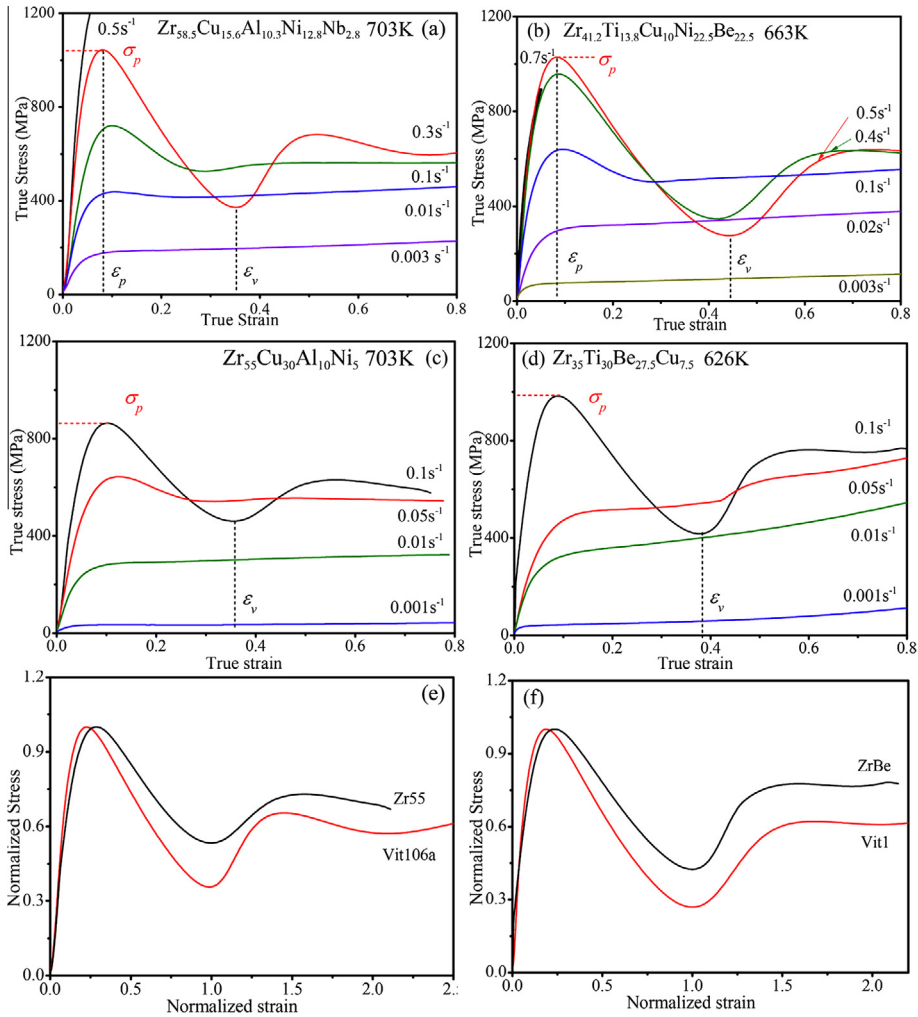 0.5s⁻¹ Zr₅₈.₅Cu₁₅.₆Al₁₀.₃Ni₁₂.₈Nb₂.₈ 703K (a)
1200
800
400
0
True Stress (MPa)
σₚ
0.3s⁻¹
0.1s⁻¹
0.01s⁻¹
0.003 s⁻¹
εₚ
εᵥ
0.0 0.2 0.4 0.6 0.8
True Strain
(b) Zr₄₁.₂Ti₁₃.₈Cu₁₀Ni₂₂.₅Be₂₂.₅ 663K
1200
800
400
0
True Stress (MPa)
0.7s⁻¹
σₚ
0.5s⁻¹
0.4s⁻¹
0.1s⁻¹
0.02s⁻¹
0.003s⁻¹
εₚ
εᵥ
0.0 0.2 0.4 0.6 0.8
True Strain
Zr₅₅Cu₃₀Al₁₀Ni₅ 703K (c)
1200
800
400
0
True stress (MPa)
σₚ
0.1s⁻¹
0.05s⁻¹
0.01s⁻¹
0.001s⁻¹
εᵥ
0.0 0.2 0.4 0.6 0.8
True strain
(d) Zr₃₅Ti₃₀Be₂₇.₅Cu₇.₅ 626K
1200
800
400
0
True stress (MPa)
σₚ
0.1s⁻¹
0.05s⁻¹
0.01s⁻¹
0.001s⁻¹
εᵥ
0.0 0.2 0.4 0.6 0.8
True strain
(e)
1.2
0.9
0.6
0.3
0.0
Normalized Stress
Zr55
Vit106a
0.0 0.5 1.0 1.5 2.0 2.
Normalized strain
(f)
1.2
0.9
0.6
0.3
0.0
Normalized Stress
ZrBe
Vit1
0.0 0.5 1.0 1.5 2.0
Normalized strain